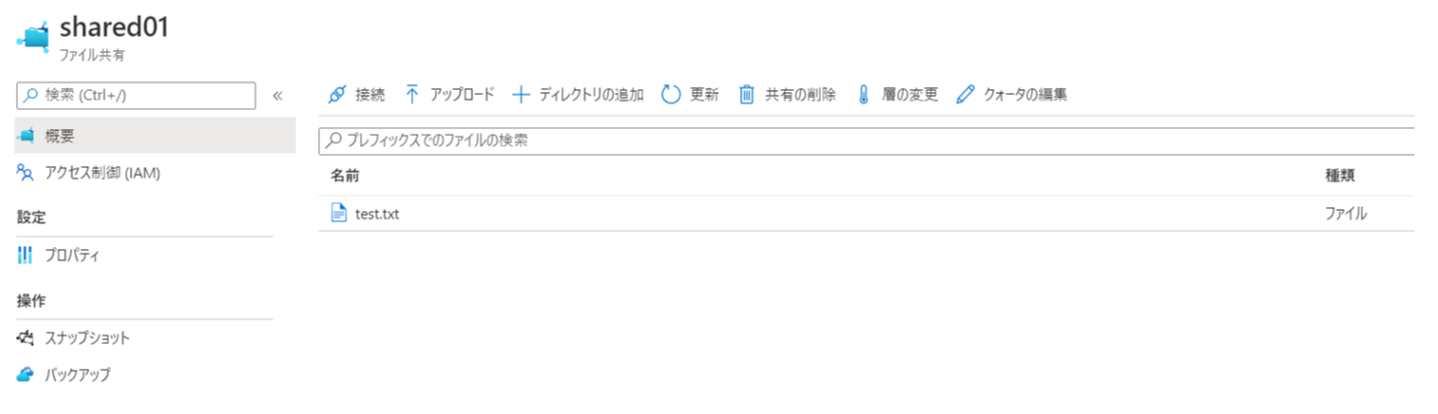 shared01
ファイル共有
検索 (Ctrl+/)
«
概要
アクセス制御 (IAM)
設定
プロパティ
操作
スナップショット
バックアップ
接続 アップロード ディレクトリの追加 更新 共有の削除 層の変更 クォータの編集
プレフィックスでのファイルの検索
名前 種類
test.txt ファイル